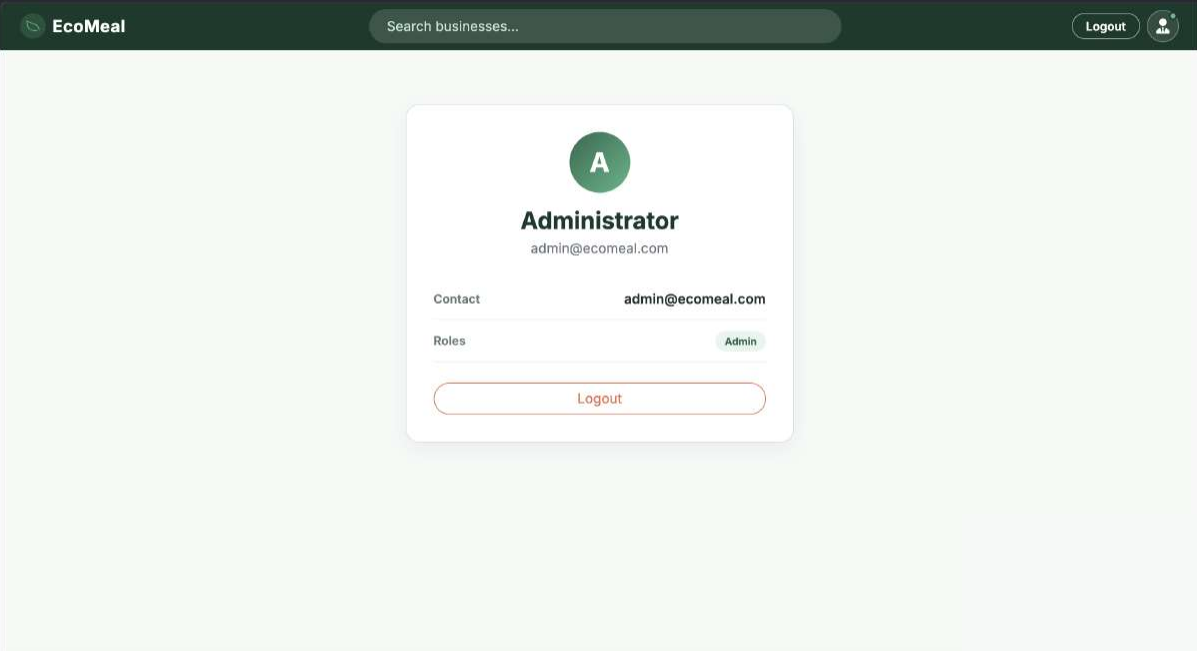 EcoMeal
Search businesses...
Logout
A
Administrator
admin@ecomeal.com
Contact admin@ecomeal.com
Roles Admin
Logout